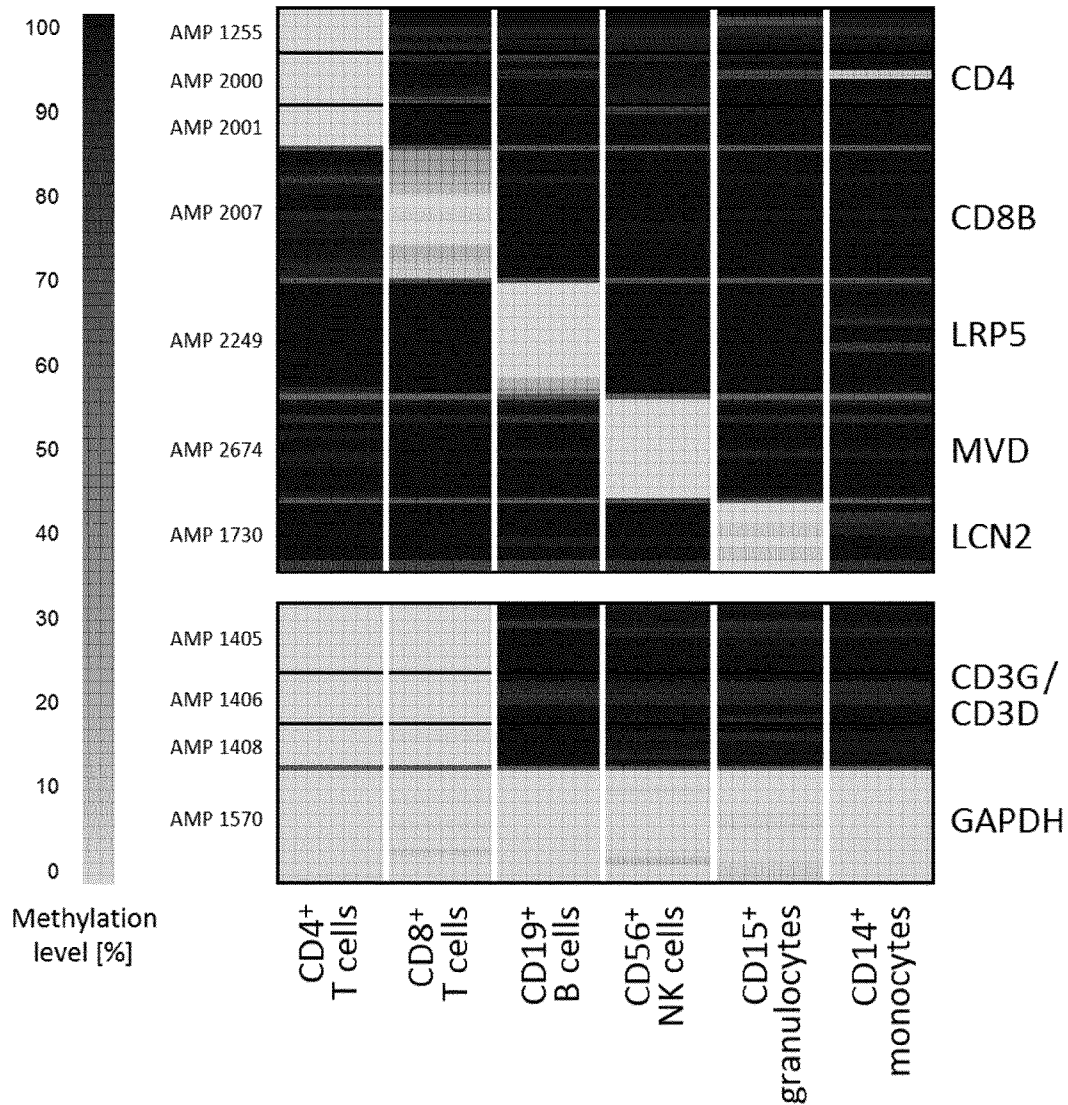 100
90
80
70
60
50
40
30
20
10
0
Methylation
level [%]
AMP 1255
AMP 2000
AMP 2001
AMP 2007
AMP 2249
AMP 2674
AMP 1730
AMP 1405
AMP 1406
AMP 1408
AMP 1570
CD4
CD8B
LRP5
MVD
LCN2
CD3G/
CD3D
GAPDH
CD4⁺
T cells
CD8⁺
T cells
CD19⁺
B cells
CD56⁺
NK cells
CD15⁺
granulocytes
CD14⁺
monocytes